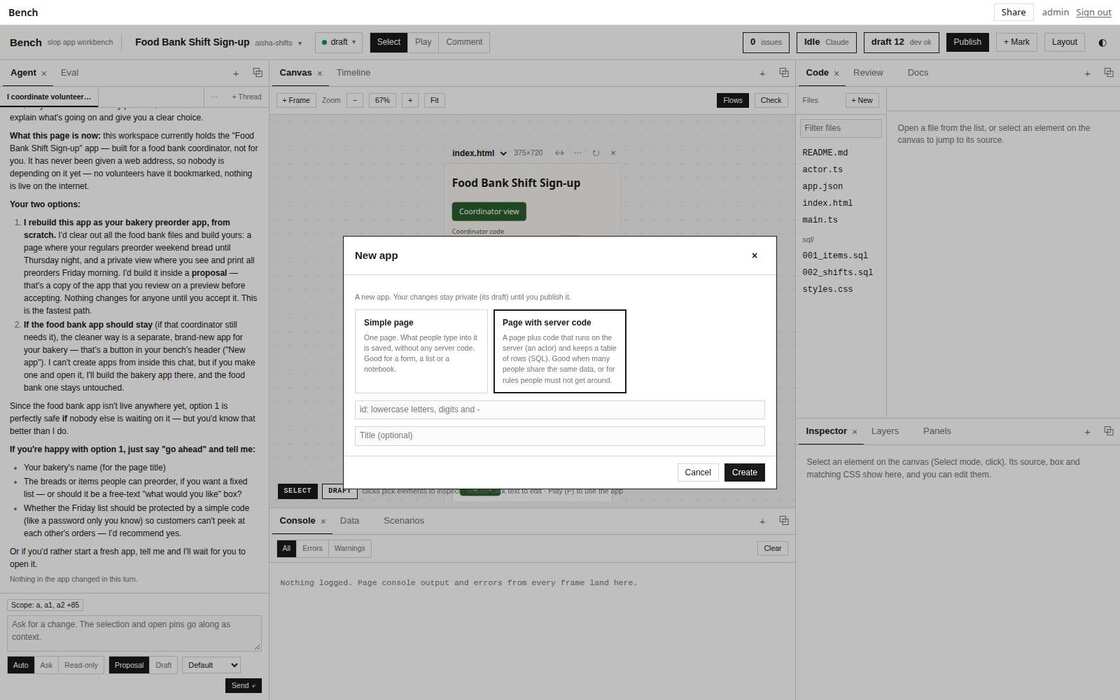 Bench
Share
admin
Sign out
Bench
slop app workbench
Food Bank Shift Sign-up
aisha-shifts
draft
Select
Play
Comment
0 issues
Idle Claude
draft 12 dev ok
Publish
+ Mark
Layout
Agent
Eval
I coordinate volunteer…
+ Thread
explain what's going on and give you a clear choice.
What this page is now: this workspace currently holds the "Food
Bank Shift Sign-up" app — built for a food bank coordinator, not for
you. It has never been given a web address, so nobody is
depending on it yet — no volunteers have it bookmarked, nothing
is live on the internet.
Your two options:
1. I rebuild this app as your bakery preorder app, from
scratch. I'd clear out all the food bank files and build yours: a
page where your regulars preorder weekend bread until
Thursday night, and a private view where you see and print all
preorders Friday morning. I'd build it inside a proposal —
that's a copy of the app that you review on a preview before
accepting. Nothing changes for anyone until you accept it. This
is the fastest path.
2. If the food bank app should stay (if that coordinator still
needs it), the cleaner way is a separate, brand-new app for
your bakery — that's a button in your bench's header ("New
app"). I can't create apps from inside this chat, but if you make
one and open it, I'll build the bakery app there, and the food
bank one stays untouched.
Since the food bank app isn't live anywhere yet, option 1 is
perfectly safe if nobody else is waiting on it — but you'd know that
better than I do.
If you're happy with option 1, just say "go ahead" and tell me:
• Your bakery's name (for the page title)
• The breads or items people can preorder, if you want a fixed
list — or should it be a free-text "what would you like" box?
• Whether the Friday list should be protected by a simple code
(like a password only you know) so customers can't peek at
each other's orders — I'd recommend yes.
Or if you'd rather start a fresh app, tell me and I'll wait for you to
open it.
Nothing in the app changed in this turn.
Scope: a, a1, a2 +85
Ask for a change. The selection and open pins go along as
context.
Auto
Ask
Read-only
Proposal
Draft
Default
Send
Canvas
Timeline
+ Frame
Zoom
−
67%
+
Fit
Flows
Check
index.html
375×720
Food Bank Shift Sign-up
Coordinator view
Coordinator code
New app
A new app. Your changes stay private (its draft) until you publish it.
Simple page
One page. What people type into it
is saved, without any server code.
Good for a form, a list or a
notebook.
Page with server code
A page plus code that runs on the
server (an actor) and keeps a table
of rows (SQL). Good when many
people share the same data, or for
rules people must not get around.
id: lowercase letters, digits and -
Title (optional)
Cancel
Create
SELECT
DRAFT
clicks pick elements to inspec
text to edit · Play (P) to use the app
Console
Data
Scenarios
All
Errors
Warnings
Clear
Nothing logged. Page console output and errors from every frame land here.
Code
Review
Docs
Files
+ New
Filter files
README.md
actor.ts
app.json
index.html
main.ts
sql/
001_items.sql
002_shifts.sql
styles.css
Open a file from the list, or select an element on the
canvas to jump to its source.
Inspector
Layers
Panels
Select an element on the canvas (Select mode, click). Its source, box and
matching CSS show here, and you can edit them.